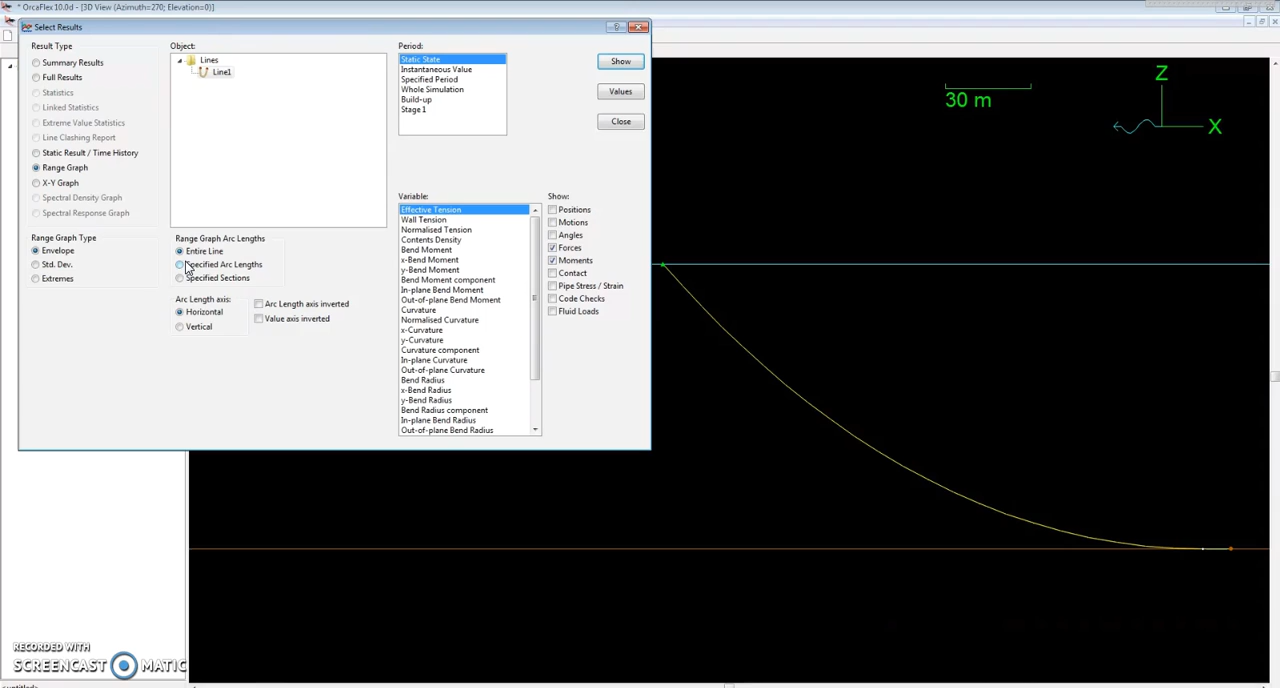 * OrcaFlex 10.0d - [3D View (Azimuth=270; Elevation=0)]
Select Results
Result Type
Summary Results
Full Results
Statistics
Linked Statistics
Extreme Value Statistics
Line Clashing Report
Static Result / Time History
Range Graph
X-Y Graph
Spectral Density Graph
Spectral Response Graph
Range Graph Type
Envelope
Std. Dev.
Extremes
Object:
Lines
Line1
Range Graph Arc Lengths
Entire Line
Specified Arc Lengths
Specified Sections
Arc Length axis:
Horizontal
Vertical
Arc Length axis inverted
Value axis inverted
Period:
Static State
Instantaneous Value
Specified Period
Whole Simulation
Build-up
Stage 1
Variable:
Effective Tension
Wall Tension
Normalised Tension
Contents Density
Bend Moment
x-Bend Moment
y-Bend Moment
Bend Moment component
In-plane Bend Moment
Out-of-plane Bend Moment
Curvature
Normalised Curvature
x-Curvature
y-Curvature
Curvature component
In-plane Curvature
Out-of-plane Curvature
Bend Radius
x-Bend Radius
y-Bend Radius
Bend Radius component
In-plane Bend Radius
Out-of-plane Bend Radius
Show:
Positions
Motions
Angles
Forces
Moments
Contact
Pipe Stress / Strain
Code Checks
Fluid Loads
Show
Values
Close
30 m
Z
X
RECORDED WITH
SCREENCAST MATIC